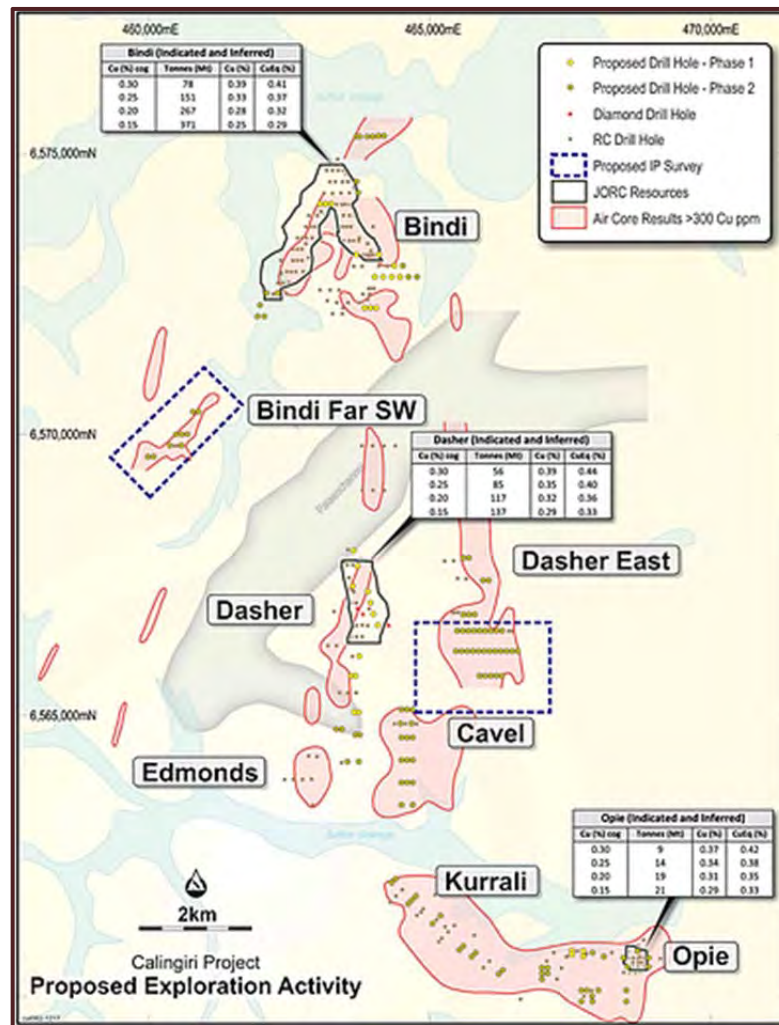 460,000mE
465,000mE
470,000mE
Bindi (Indicated and Inferred)
Cu (%) cog Tonnes (Mt) Cu (%) CuEq (%)
0.30 78 0.39 0.41
0.25 151 0.33 0.37
0.20 267 0.28 0.32
0.15 371 0.25 0.29
Proposed Drill Hole - Phase 1
Proposed Drill Hole - Phase 2
Diamond Drill Hole
RC Drill Hole
Proposed IP Survey
JORC Resources
Air Core Results >300 Cu ppm
6,575,000mN
Bindi
6,570,000mN
Bindi Far SW
Dasher (Indicated and Inferred)
Cu (%) cog Tonnes (Mt) Cu (%) CuEq (%)
0.30 56 0.39 0.44
0.25 85 0.35 0.40
0.20 117 0.32 0.36
0.15 137 0.29 0.33
Palaeochannel
Dasher East
Dasher
6,565,000mN
Cavel
Edmonds
Opie (Indicated and Inferred)
Cu (%) cog Tonnes (Mt) Cu (%) CuEq (%)
0.30 9 0.37 0.42
0.25 14 0.34 0.38
0.20 19 0.31 0.35
0.15 21 0.29 0.33
Kurrali
Opie
2km
Calingiri Project
Proposed Exploration Activity